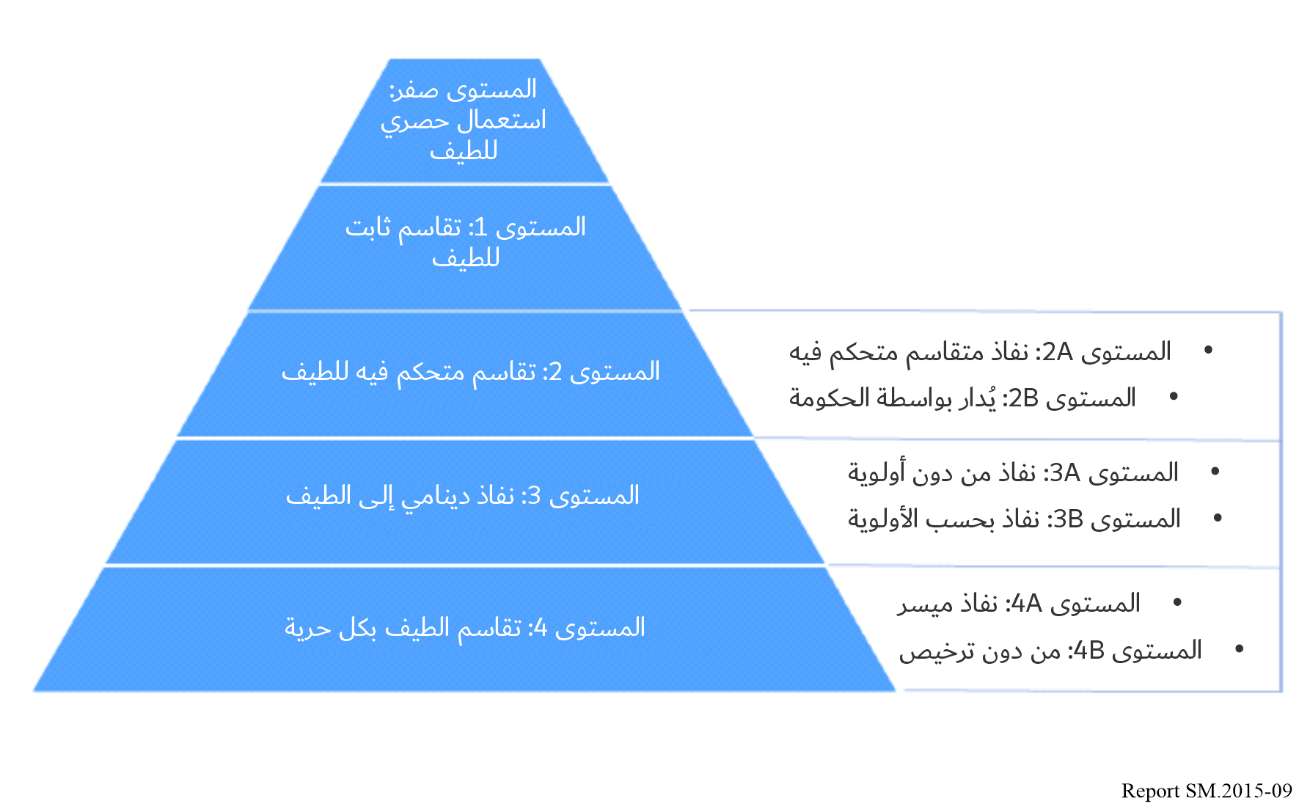 المستوى صفر:
استعمال حصري
للطيف
المستوى 1: تقاسم ثابت
للطيف
المستوى 2: تقاسم متحكم فيه للطيف
• المستوى 2A: نفاذ متقاسم متحكم فيه
• المستوى 2B: يُدار بواسطة الحكومة
المستوى 3: نفاذ دينامي إلى الطيف
• المستوى 3A: نفاذ من دون أولوية
• المستوى 3B: نفاذ بحسب الأولوية
المستوى 4: تقاسم الطيف بكل حرية
• المستوى 4A: نفاذ ميسر
• المستوى 4B: من دون ترخيص
Report SM.2015-09